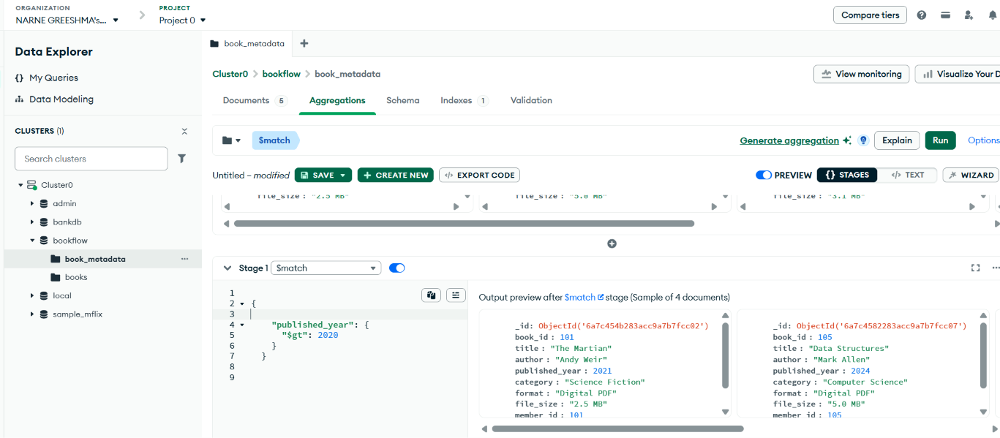 ORGANIZATION
NARNE GREESHMA's...
PROJECT
Project 0
Compare tiers
Data Explorer
My Queries
Data Modeling
CLUSTERS (1)
Search clusters
Cluster0
admin
bankdb
bookflow
book_metadata
books
local
sample_mflix
book_metadata
Cluster0 > bookflow > book_metadata
View monitoring
Visualize Your D
Documents 5
Aggregations
Schema
Indexes 1
Validation
$match
Generate aggregation
Explain
Run
Options
Untitled – modified
SAVE
+ CREATE NEW
</> EXPORT CODE
PREVIEW
{} STAGES
</> TEXT
WIZARD
file_size : "2.5 MB"
file_size : "5.0 MB"
file_size : "3.1 MB"
Stage 1 $match
1
2 {
3
4 "published_year": {
5 "$gt": 2020
6 }
7 }
8
9
Output preview after $match stage (Sample of 4 documents)
_id: ObjectId('6a7c454b283acc9a7b7fcc02')
book_id : 101
title : "The Martian"
author : "Andy Weir"
published_year : 2021
category : "Science Fiction"
format : "Digital PDF"
file_size : "2.5 MB"
member_id : 101
_id: ObjectId('6a7c4582283acc9a7b7fcc07')
book_id : 105
title : "Data Structures"
author : "Mark Allen"
published_year : 2024
category : "Computer Science"
format : "Digital PDF"
file_size : "5.0 MB"
member_id : 105